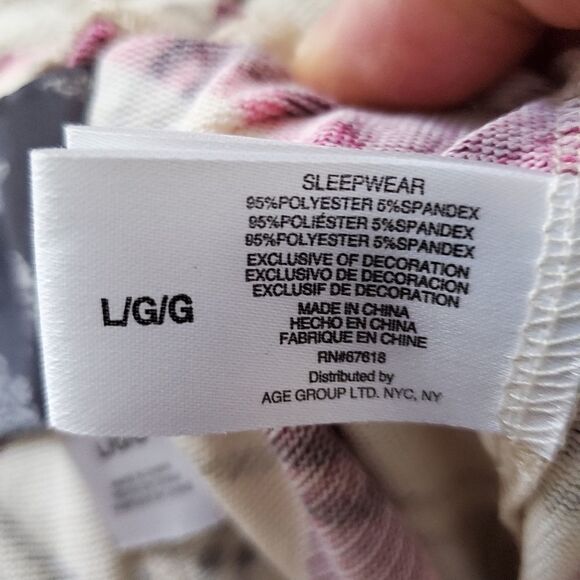 L/G/G
SLEEPWEAR
95%POLYESTER 5%SPANDEX
95%POLIÉSTER 5%SPANDEX
95%POLYESTER 5%SPANDEX
EXCLUSIVE OF DECORATION
EXCLUSIVO DE DECORACION
EXCLUSIF DE DECORATION
MADE IN CHINA
HECHO EN CHINA
FABRIQUE EN CHINE
RN#67618
Distributed by
AGE GROUP LTD. NYC, NY